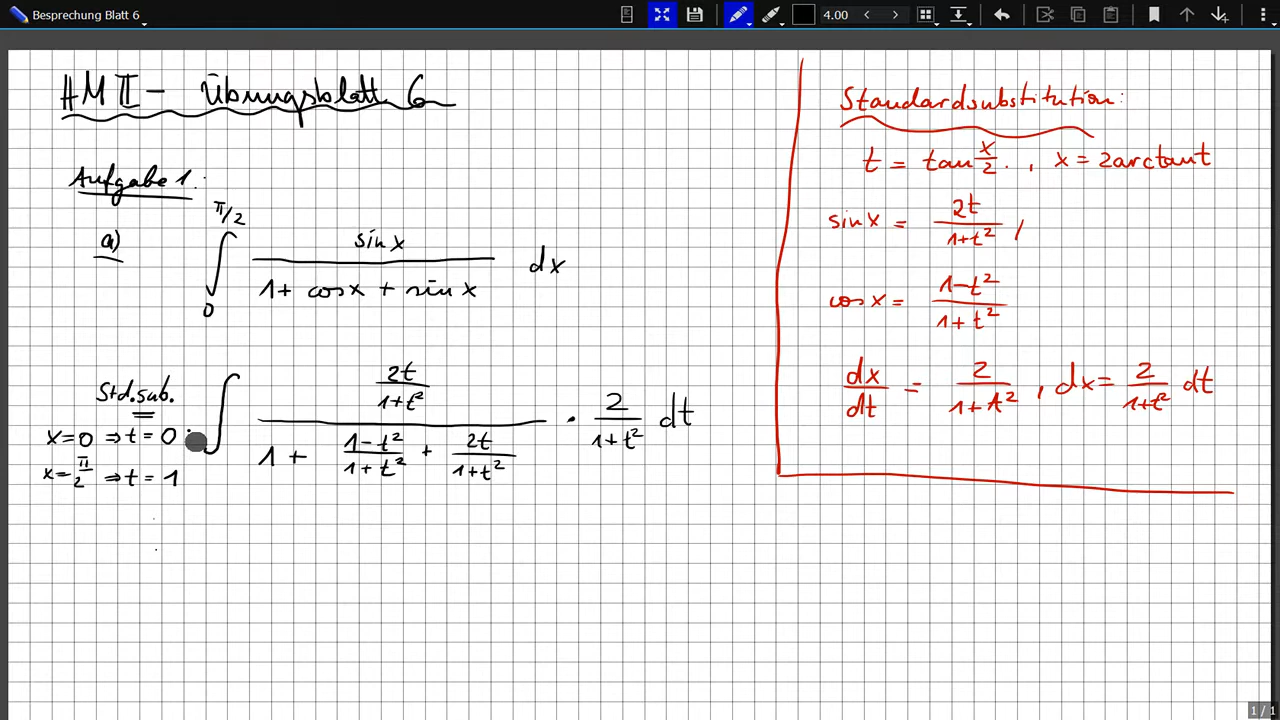 Besprechung Blatt 6
4.00
HM II - Übungsblatt 6
Aufgabe 1:
a) ∫_0^{π/2} sin x / (1 + cos x + sin x) dx
Std.sub.
x=0 ⇒ t = 0
x=π/2 ⇒ t = 1
∫ (2t/(1+t²)) / (1 + (1-t²)/(1+t²) + 2t/(1+t²)) · 2/(1+t²) dt
Standardsubstitution:
t = tan x/2 , x = 2 arctan t
sin x = 2t/(1+t²) ,
cos x = (1-t²)/(1+t²)
dx/dt = 2/(1+t²) , dx = 2/(1+t²) dt
1 / 1